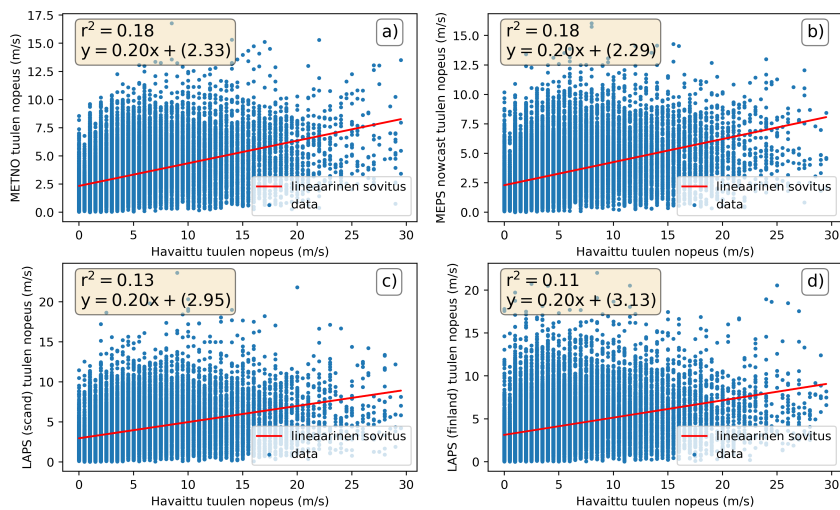 r² = 0.18
y = 0.20x + (2.33)
a)
METNO tuulen nopeus (m/s)
17.5
15.0
12.5
10.0
7.5
5.0
2.5
0.0
lineaarinen sovitus
data
0 5 10 15 20 25 30
Havaittu tuulen nopeus (m/s)
r² = 0.18
y = 0.20x + (2.29)
b)
MEPS nowcast tuulen nopeus (m/s)
15.0
12.5
10.0
7.5
5.0
2.5
0.0
lineaarinen sovitus
data
0 5 10 15 20 25 30
Havaittu tuulen nopeus (m/s)
r² = 0.13
y = 0.20x + (2.95)
c)
LAPS (scand) tuulen nopeus (m/s)
20
15
10
5
0
lineaarinen sovitus
data
0 5 10 15 20 25 30
Havaittu tuulen nopeus (m/s)
r² = 0.11
y = 0.20x + (3.13)
d)
LAPS (finland) tuulen nopeus (m/s)
20
15
10
5
0
lineaarinen sovitus
data
0 5 10 15 20 25 30
Havaittu tuulen nopeus (m/s)